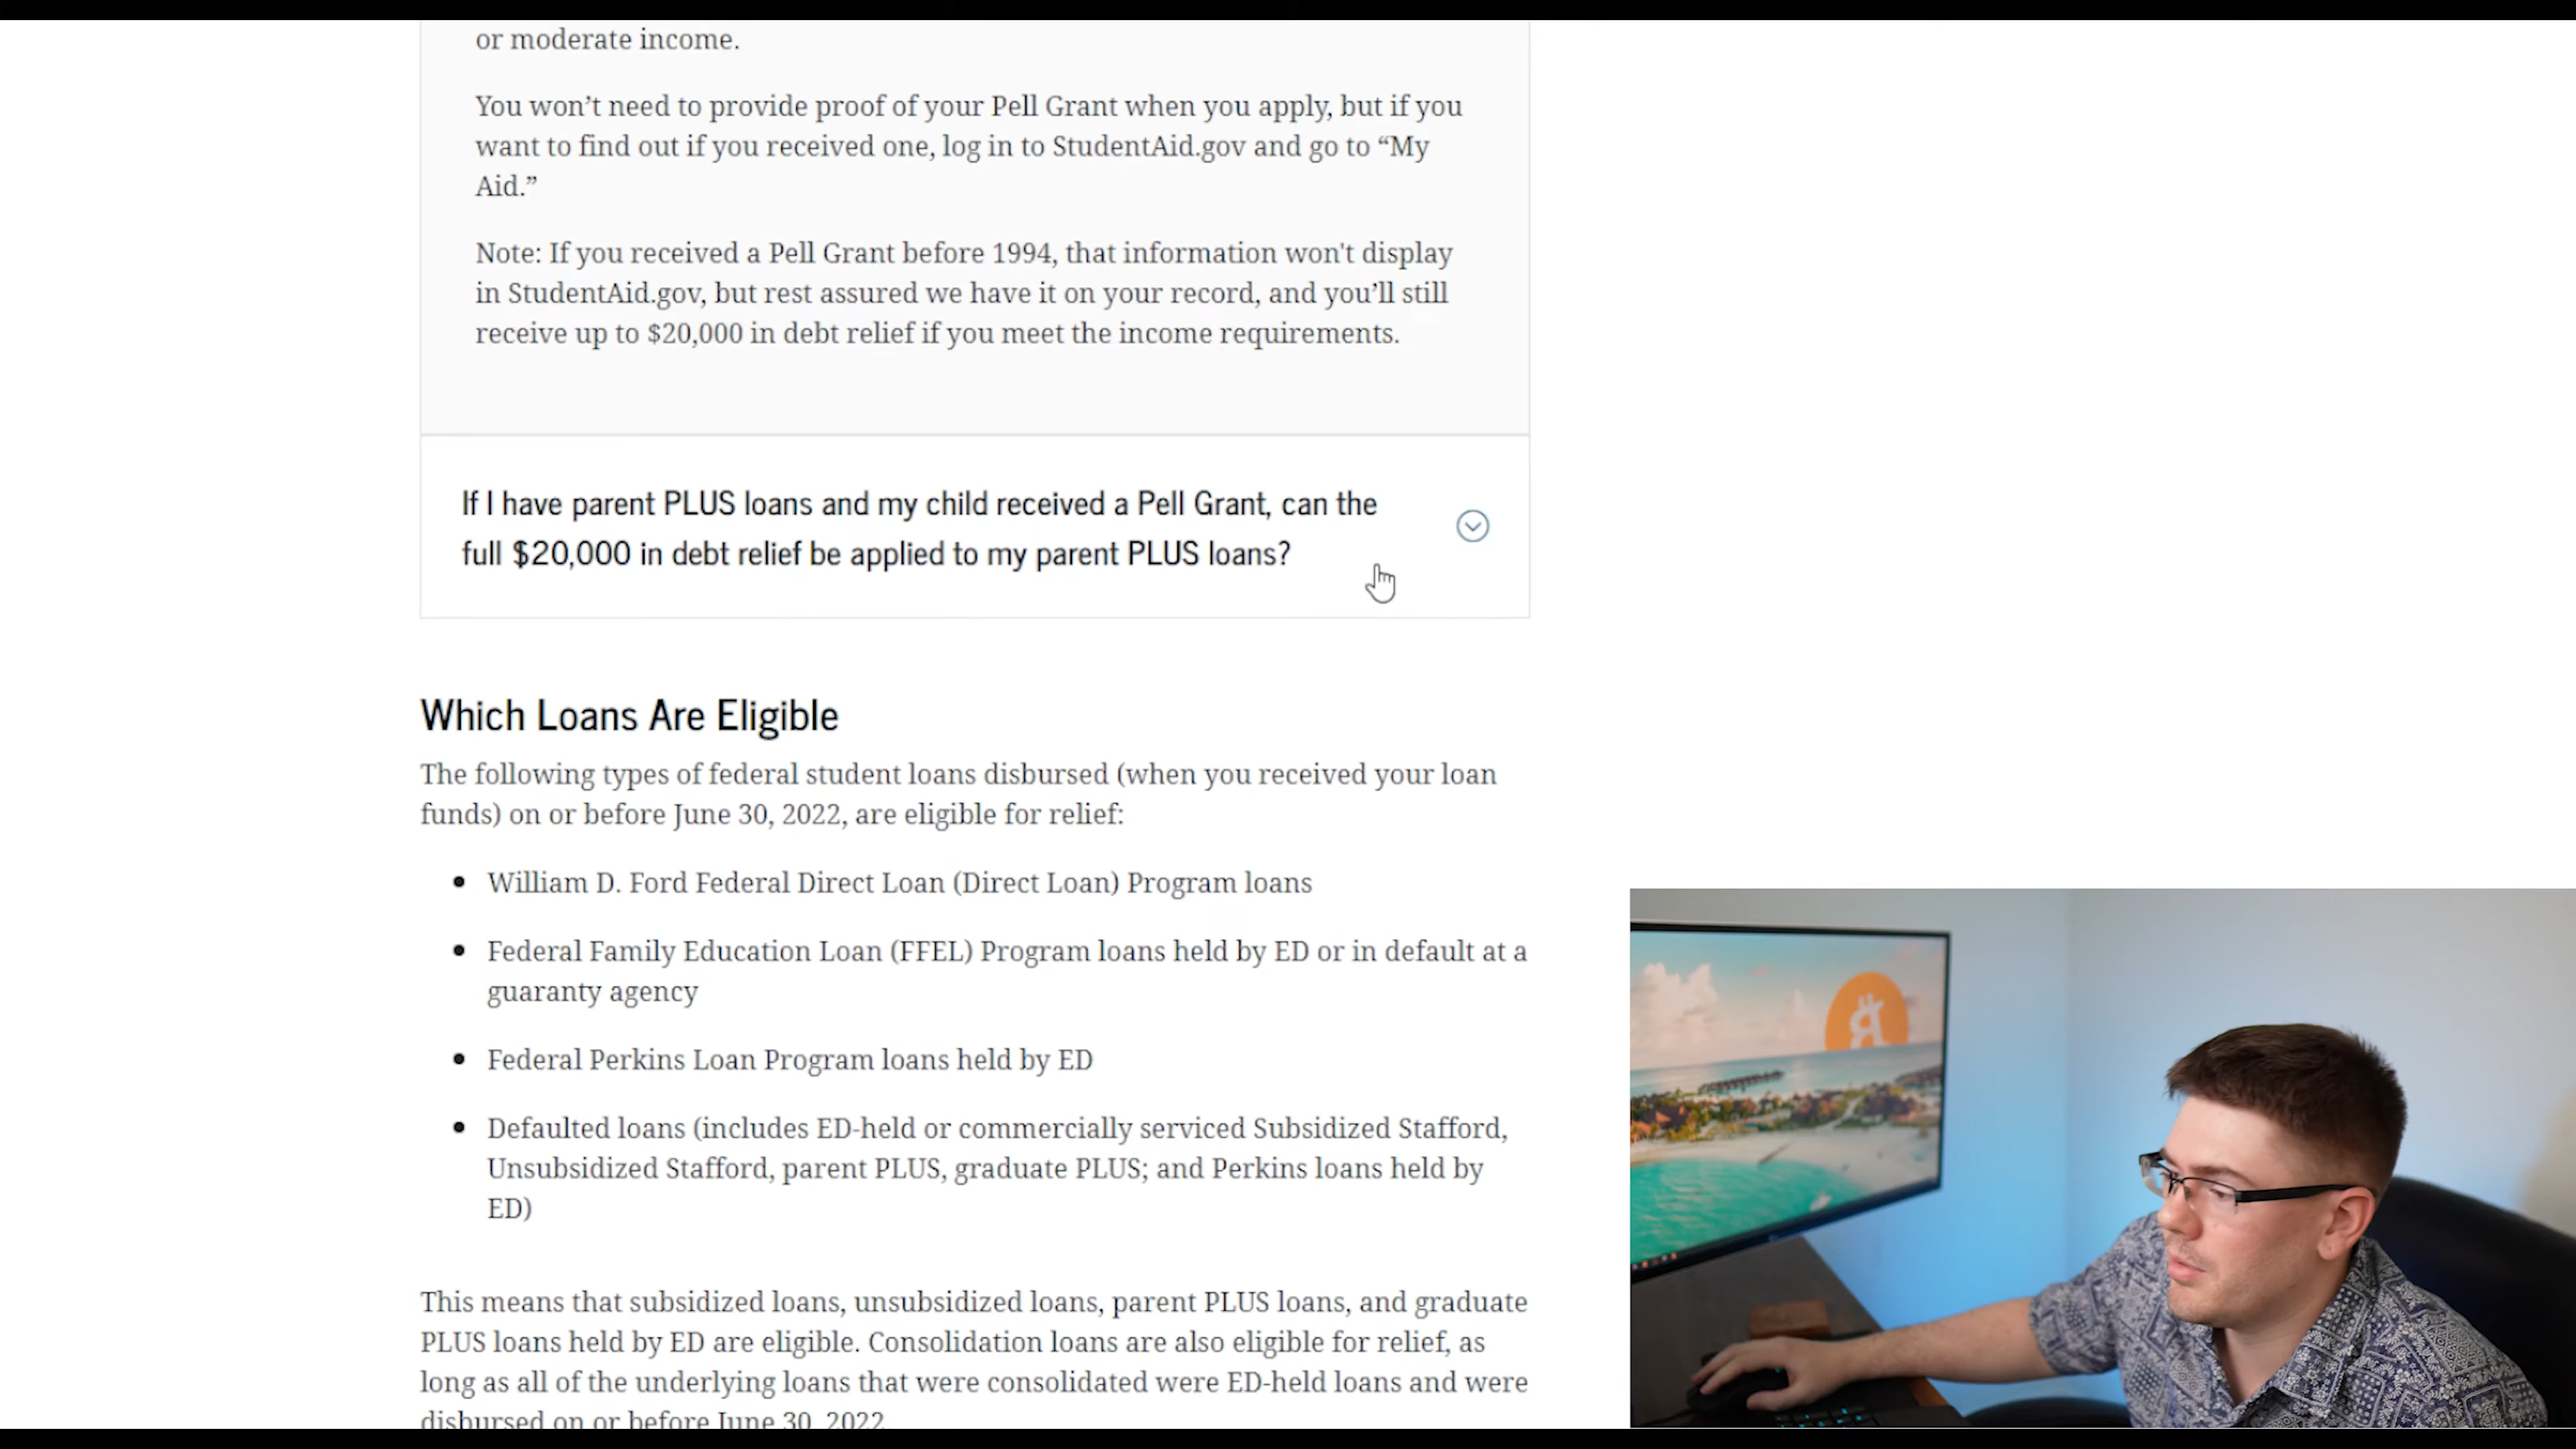 or moderate income.
You won’t need to provide proof of your Pell Grant when you apply, but if you
want to find out if you received one, log in to StudentAid.gov and go to “My
Aid.”
Note: If you received a Pell Grant before 1994, that information won't display
in StudentAid.gov, but rest assured we have it on your record, and you’ll still
receive up to $20,000 in debt relief if you meet the income requirements.
If I have parent PLUS loans and my child received a Pell Grant, can the
full $20,000 in debt relief be applied to my parent PLUS loans?
Which Loans Are Eligible
The following types of federal student loans disbursed (when you received your loan
funds) on or before June 30, 2022, are eligible for relief:
William D. Ford Federal Direct Loan (Direct Loan) Program loans
Federal Family Education Loan (FFEL) Program loans held by ED or in default at a
guaranty agency
Federal Perkins Loan Program loans held by ED
Defaulted loans (includes ED-held or commercially serviced Subsidized Stafford,
Unsubsidized Stafford, parent PLUS, graduate PLUS; and Perkins loans held by
ED)
This means that subsidized loans, unsubsidized loans, parent PLUS loans, and graduate
PLUS loans held by ED are eligible. Consolidation loans are also eligible for relief, as
long as all of the underlying loans that were consolidated were ED-held loans and were
disbursed on or before June 30, 2022